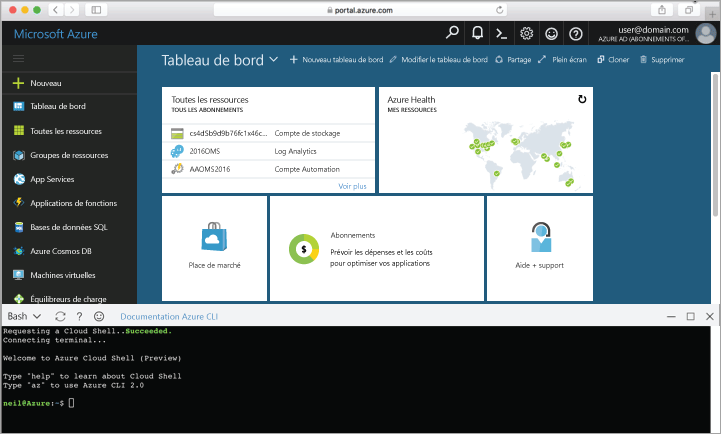 portal.azure.com
Microsoft Azure
user@domain.com
AZURE AD (ABONNEMENTS OF...
Tableau de bord
Nouveau tableau de bord
Modifier le tableau de bord
Partage
Plein écran
Cloner
Supprimer
Nouveau
Tableau de bord
Toutes les ressources
Groupes de ressources
App Services
Applications de fonctions
Bases de données SQL
Azure Cosmos DB
Machines virtuelles
Équilibreurs de charge
Toutes les ressources
TOUS LES ABONNEMENTS
cs4d5b9d9b76fc1x46c... Compte de stockage
2016OMS Log Analytics
AAOMS2016 Compte Automation
Voir plus
Azure Health
MES RESSOURCES
Place de marché
Abonnements
Prévoir les dépenses et les coûts
pour optimiser vos applications
Aide + support
Bash
Documentation Azure CLI
Requesting a Cloud Shell..Succeeded.
Connecting terminal...
Welcome to Azure Cloud Shell (Preview)
Type "help" to learn about Cloud Shell
Type "az" to use Azure CLI 2.0
neil@Azure:~$